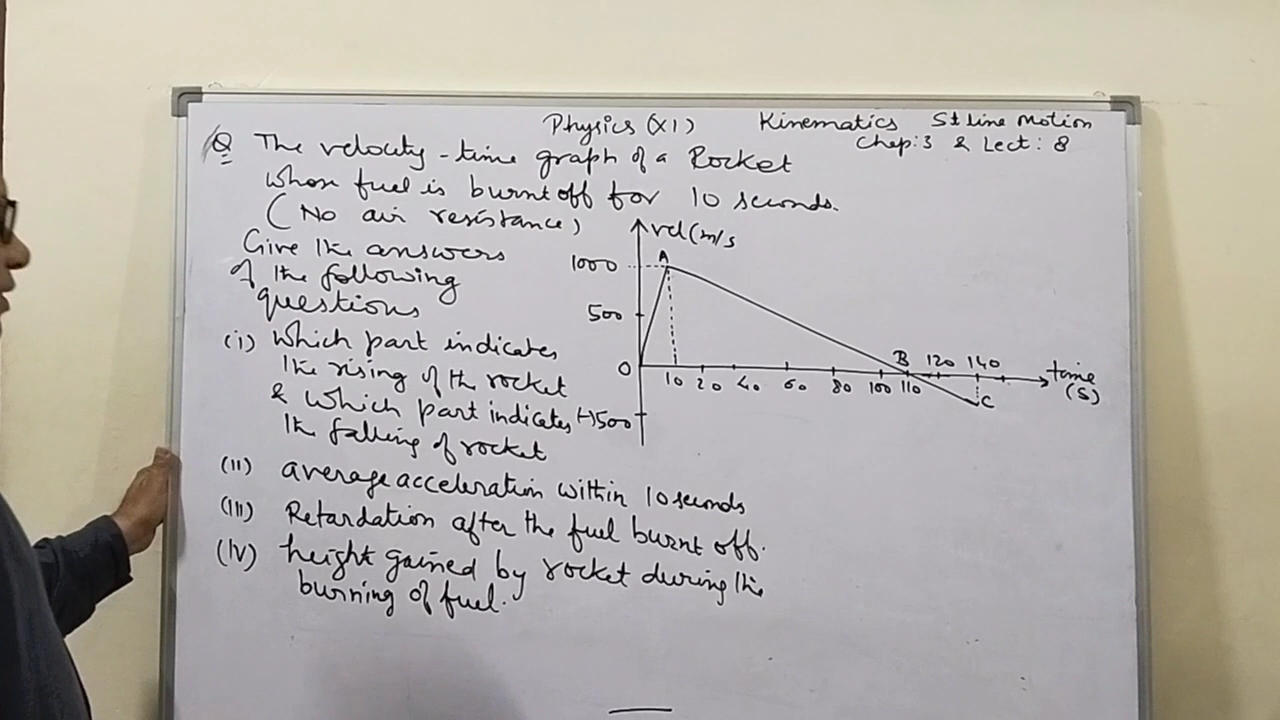 Physics (XI) Kinematics St line Motion
Chep:3 & Lect: 8
Q The velocity-time graph of a Rocket
whose fuel is burnt off for 10 seconds.
(No air resistance)
Give the answers
of the following
questions
(i) Which part indicates
the rising of the rocket
& which part indicates
the falling of rocket
(ii) average acceleration within 10 seconds
(iii) Retardation after the fuel burnt off.
(iv) height gained by rocket during the
burning of fuel.
vel(m/s
1000 A
500
O 10 20 40 60 80 100 110 B 120 140 time
(s)
(-)500 C